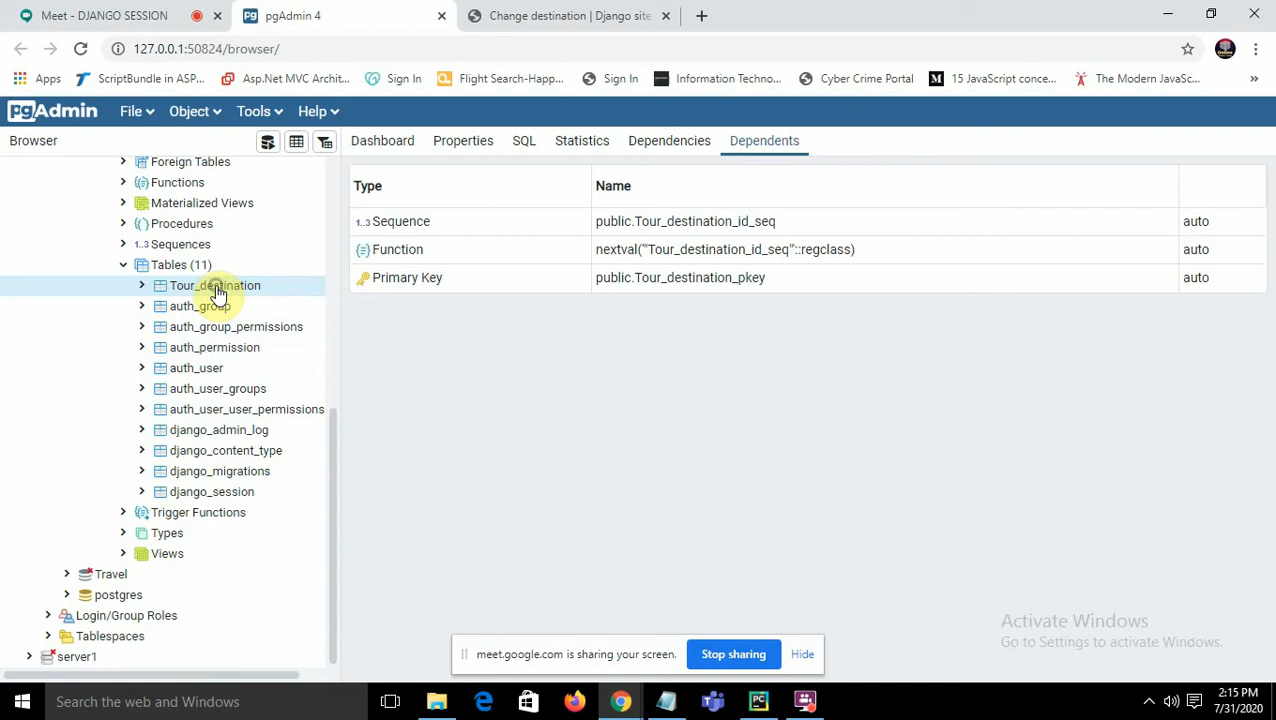 Meet - DJANGO SESSION
pgAdmin 4
Change destination | Django site
127.0.0.1:50824/browser/
Apps
ScriptBundle in ASP...
Asp.Net MVC Archit...
Sign In
Flight Search-Happ...
Sign In
Information Techno...
Cyber Crime Portal
15 JavaScript conce...
The Modern JavaSc...
»
pgAdmin
File
Object
Tools
Help
Browser
Dashboard
Properties
SQL
Statistics
Dependencies
Dependents
Foreign Tables
Functions
Materialized Views
Procedures
1..3 Sequences
Tables (11)
Tour_destination
auth_group
auth_group_permissions
auth_permission
auth_user
auth_user_groups
auth_user_user_permissions
django_admin_log
django_content_type
django_migrations
django_session
Trigger Functions
Types
Views
Travel
postgres
Login/Group Roles
Tablespaces
server1
Type
Name
1..3 Sequence
public.Tour_destination_id_seq
auto
Function
nextval('"Tour_destination_id_seq"'::regclass)
auto
Primary Key
public.Tour_destination_pkey
auto
Activate Windows
Go to Settings to activate Windows.
meet.google.com is sharing your screen.
Stop sharing
Hide
Search the web and Windows
2:15 PM
7/31/2020